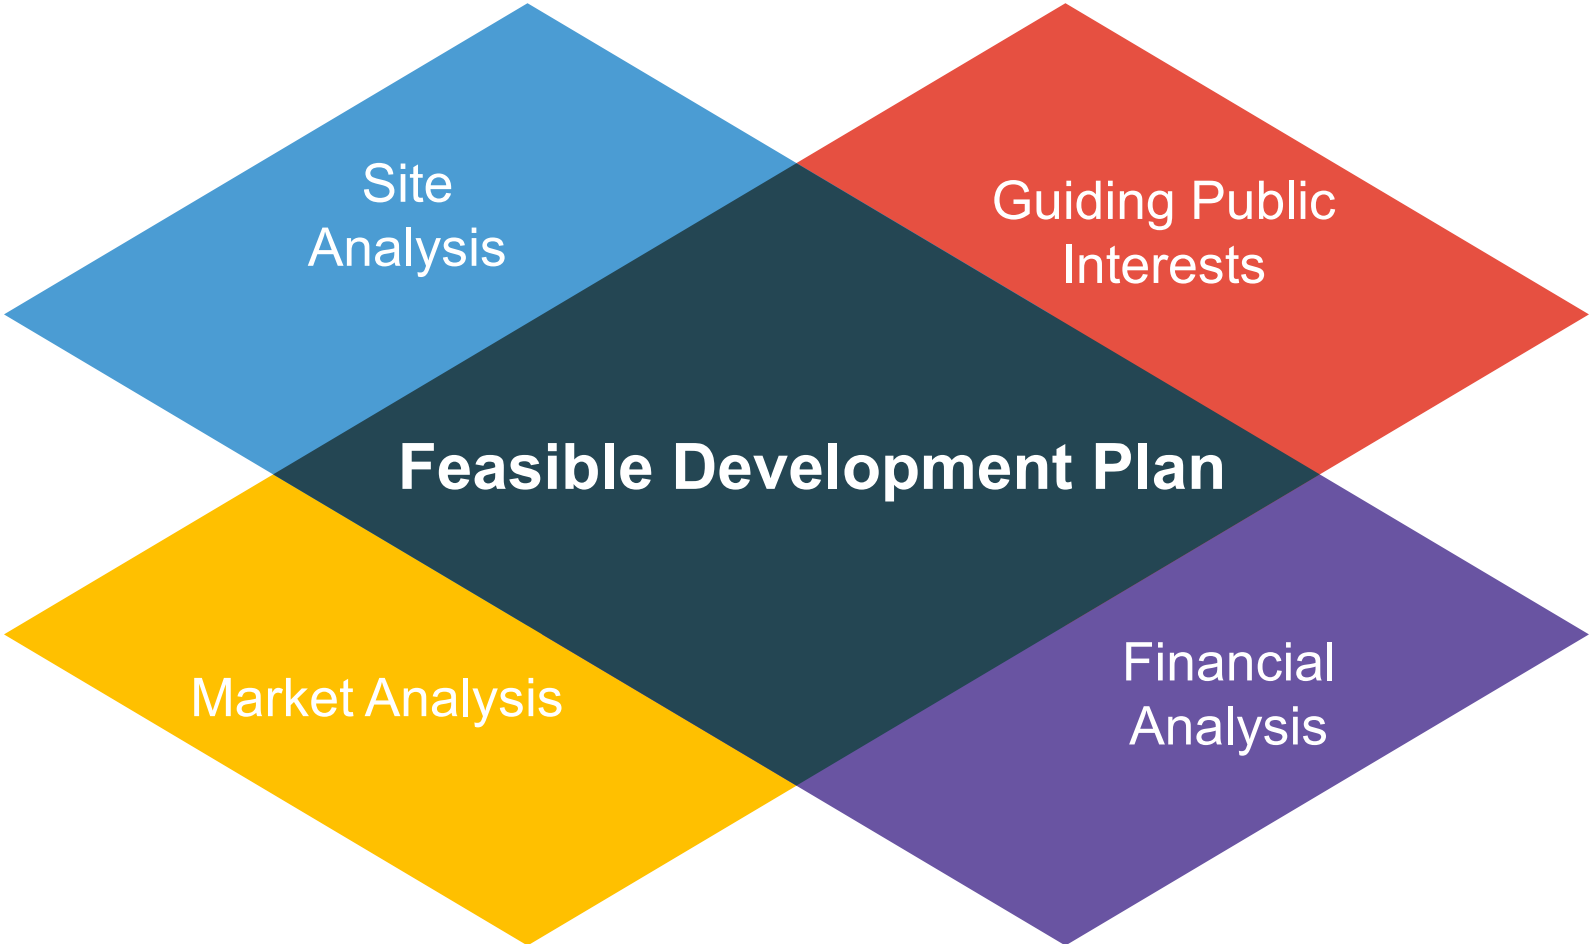 Site
Analysis
Guiding Public
Interests
Feasible Development Plan
Market Analysis
Financial
Analysis